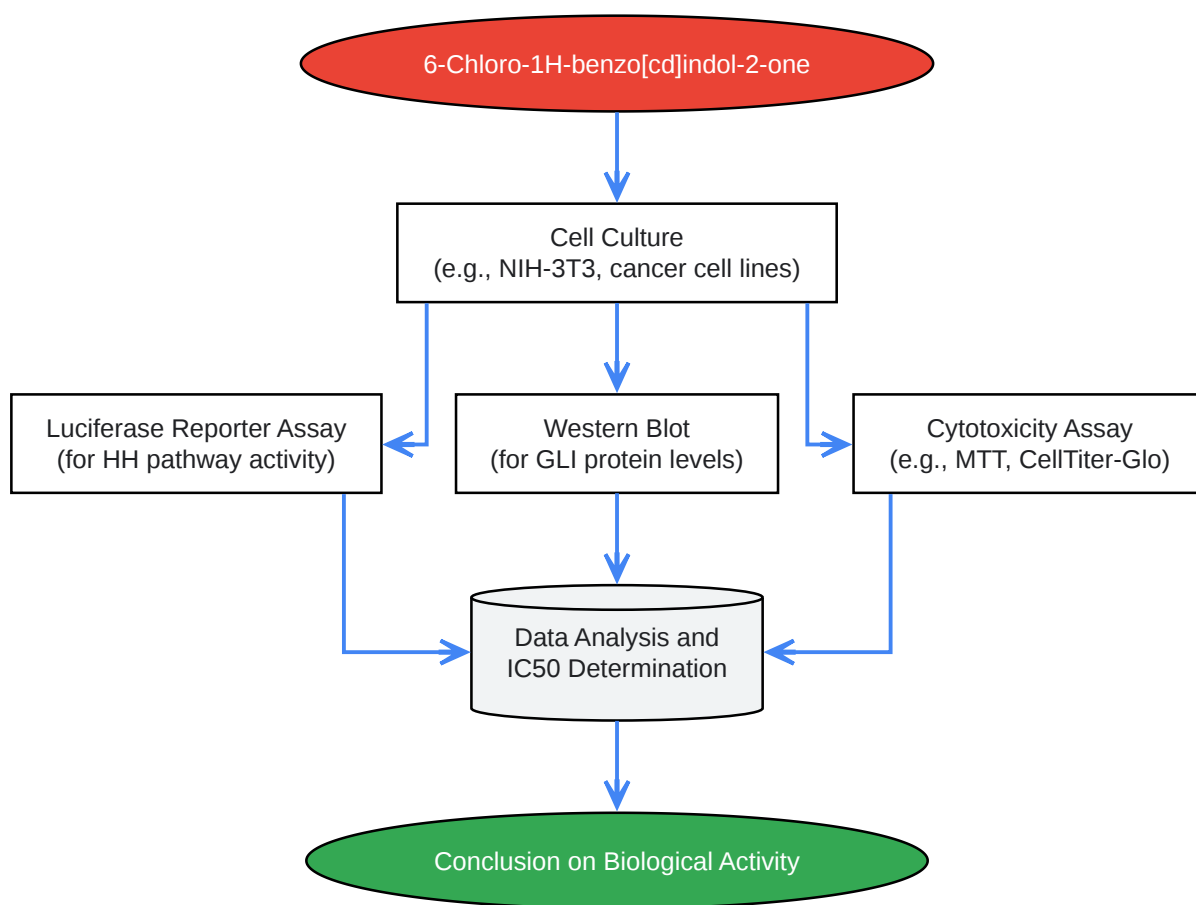 6-Chloro-1H-benzo[cd]indol-2-one
Cell Culture
(e.g., NIH-3T3, cancer cell lines)
Luciferase Reporter Assay
(for HH pathway activity)
Western Blot
(for GLI protein levels)
Cytotoxicity Assay
(e.g., MTT, CellTiter-Glo)
Data Analysis and
IC50 Determination
Conclusion on Biological Activity